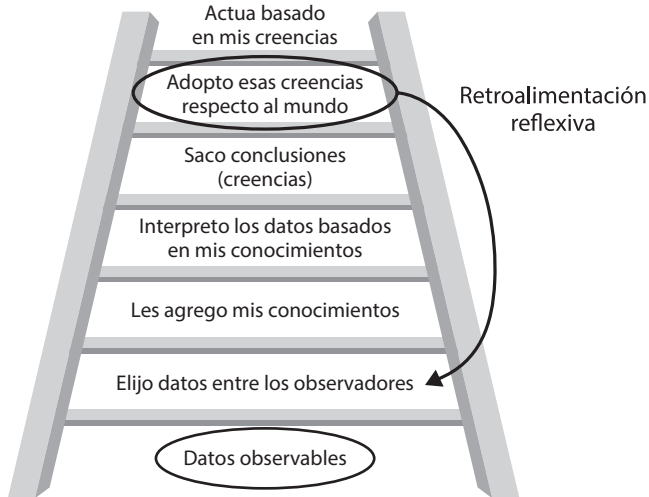 Actua basado
en mis creencias
Adopto esas creencias
respecto al mundo
Retroalimentación
reflexiva
Saco conclusiones
(creencias)
Interpreto los datos basados
en mis conocimientos
Les agrego mis conocimientos
Elijo datos entre los observadores
Datos observables